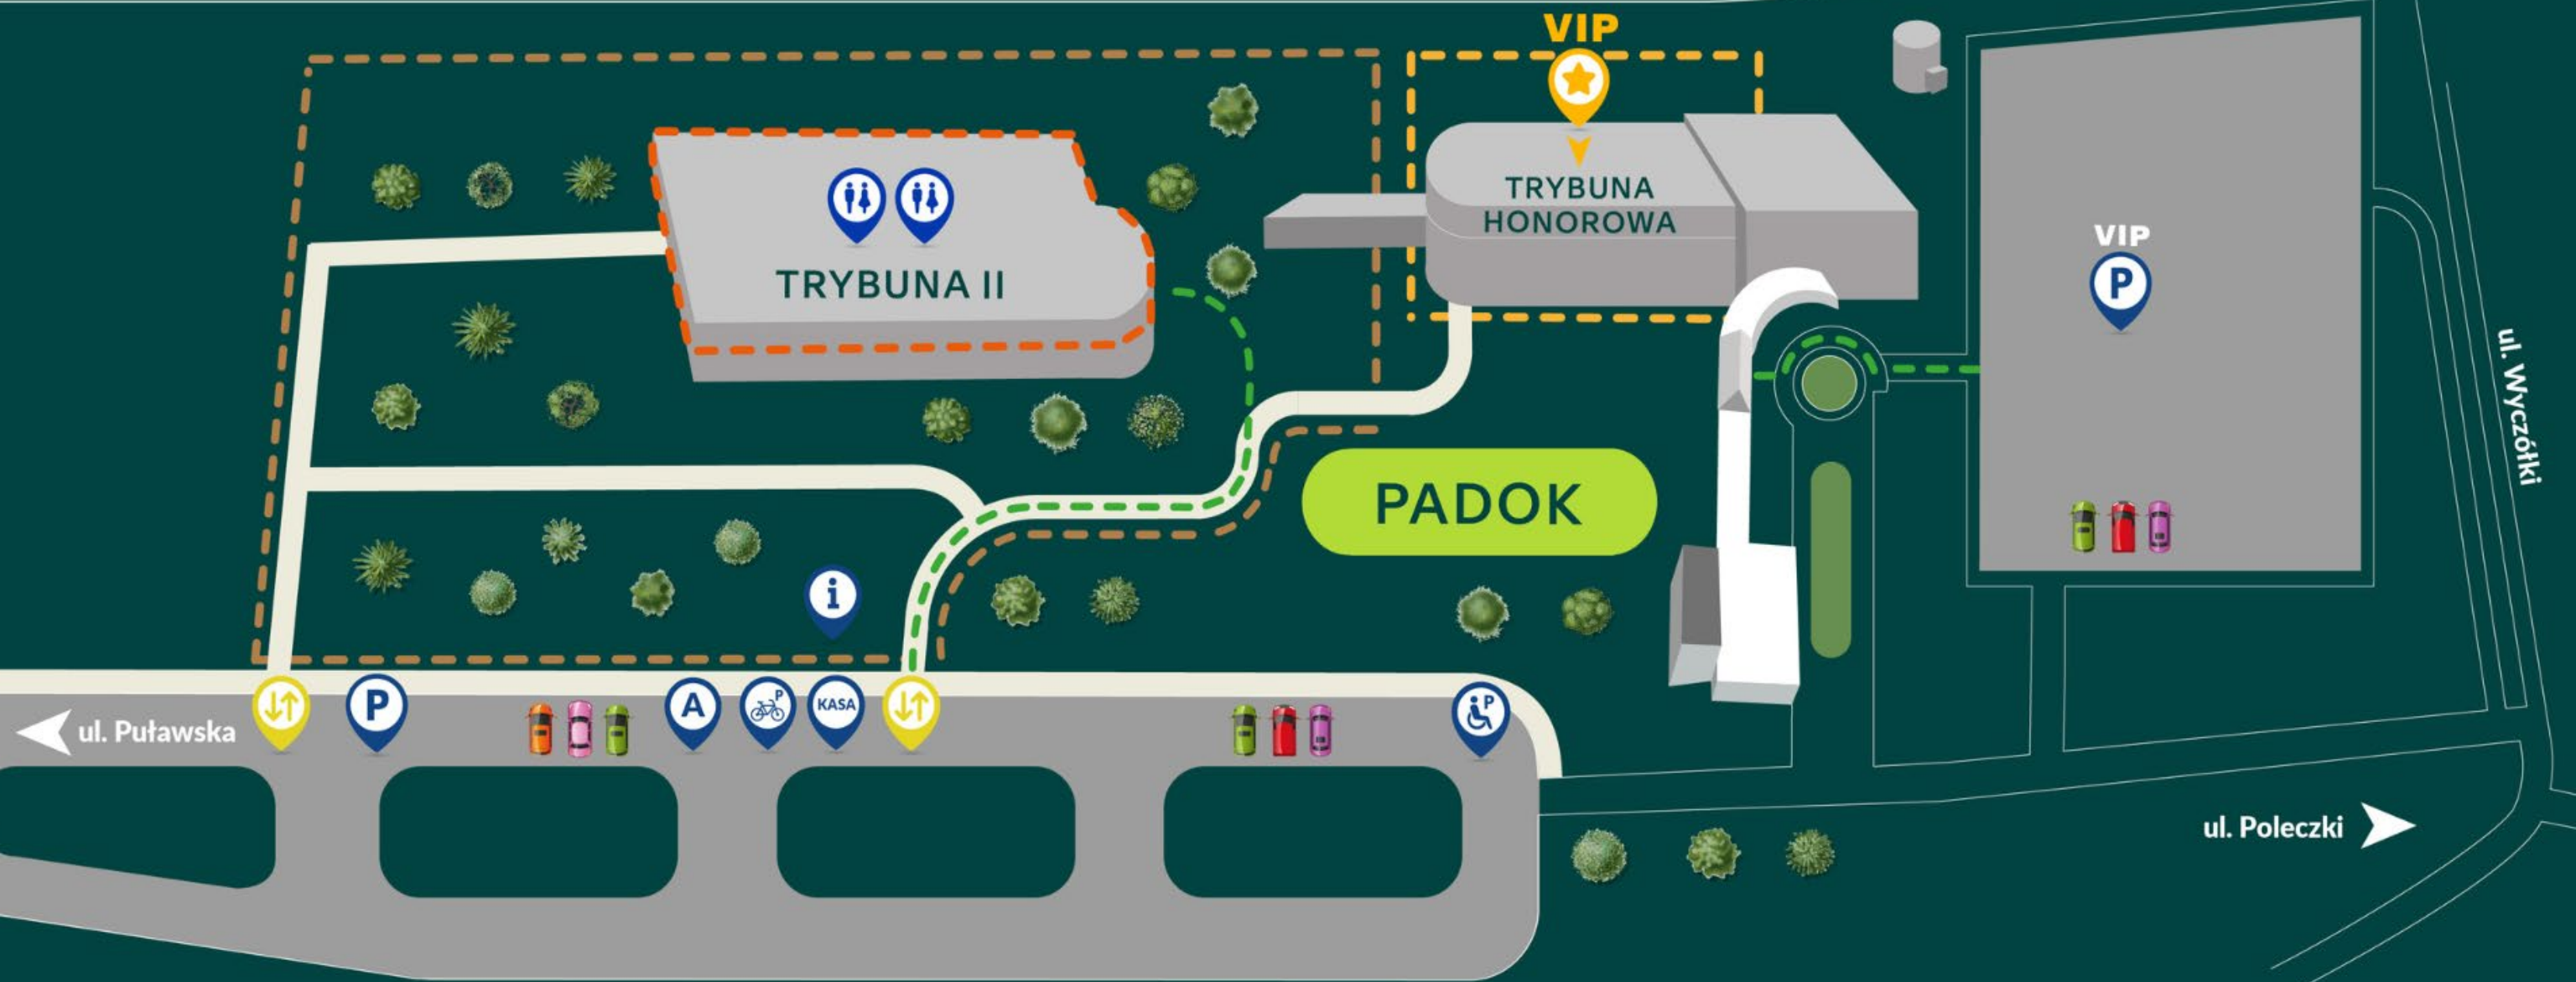 VIP
TRYBUNA
HONOROWA
TRYBUNA II
VIP
P
ul. Wyczółki
PADOK
i
ul. Puławska
P
A
P
KASA
P
ul. Poleczki